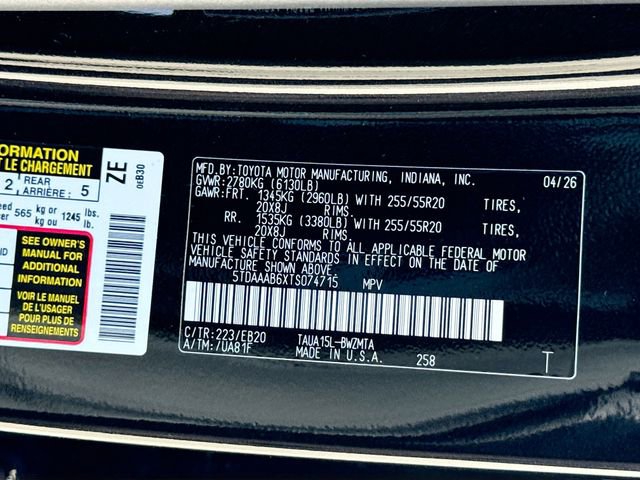 ORMATION
T LE CHARGEMENT
2 REAR ARRIÈRE: 5
565 kg or kg ou 1245 lbs. lb.
SEE OWNER'S
MANUAL FOR
ADDITIONAL
INFORMATION
VOIR LE MANUEL
DE L'USAGER
POUR PLUS DE
RENSEIGNEMENTS
ZE
0EB30
MFD.BY:TOYOTA MOTOR MANUFACTURING, INDIANA, INC. 04/26
GVWR:2780KG (6130LB)
GAWR:FRT. 1345KG (2960LB) WITH 255/55R20 TIRES,
20X8J RIMS.
RR. 1535KG (3380LB) WITH 255/55R20 TIRES,
20X8J RIMS
THIS VEHICLE CONFORMS TO ALL APPLICABLE FEDERAL MOTOR
VEHICLE SAFETY STANDARDS IN EFFECT ON THE DATE OF
MANUFACTURE SHOWN ABOVE.
5TDAAAB6XTS074715 MPV
C/TR:223/EB20 TAUA15L-BWZMTA
A/TM:/UA81F MADE IN U.S.A. 258 T